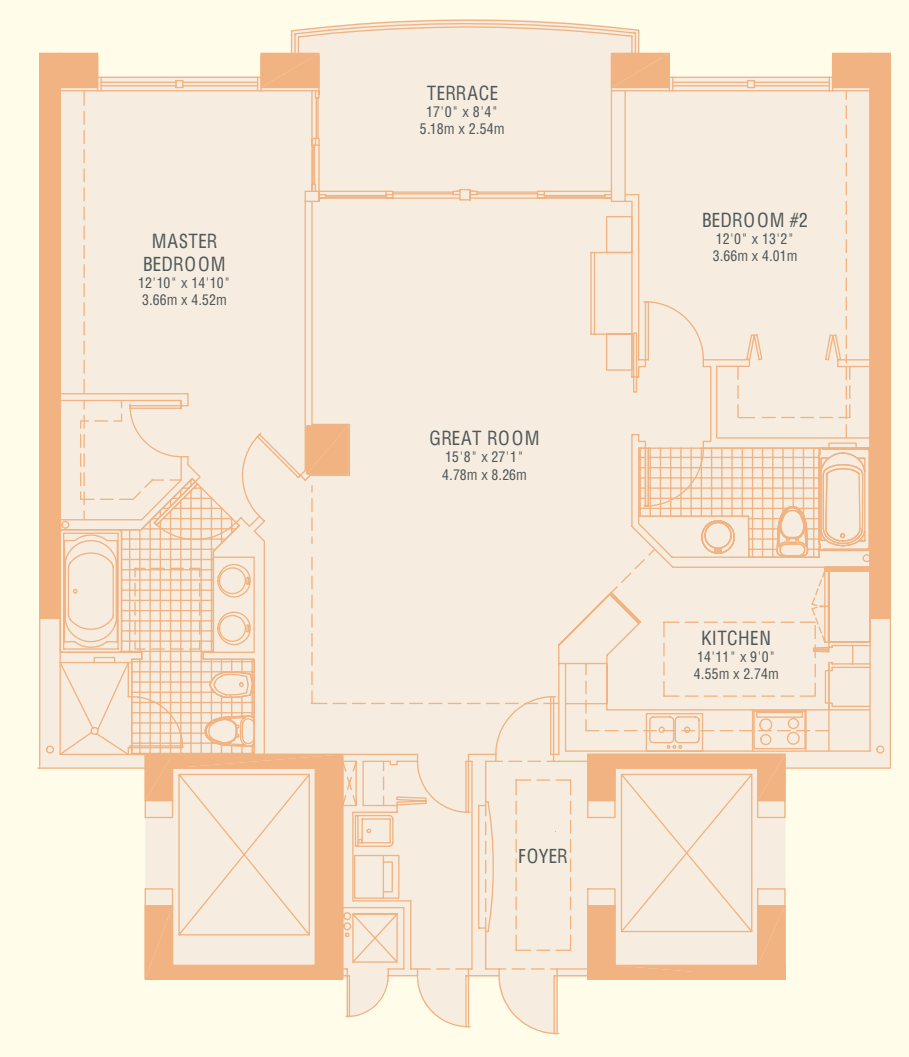 TERRACE
17'0" x 8'4"
5.18m x 2.54m
MASTER
BEDROOM
12'10" x 14'10"
3.66m x 4.52m
BEDROOM #2
12'0" x 13'2"
3.66m x 4.01m
GREAT ROOM
15'8" x 27'1"
4.78m x 8.26m
KITCHEN
14'11" x 9'0"
4.55m x 2.74m
FOYER